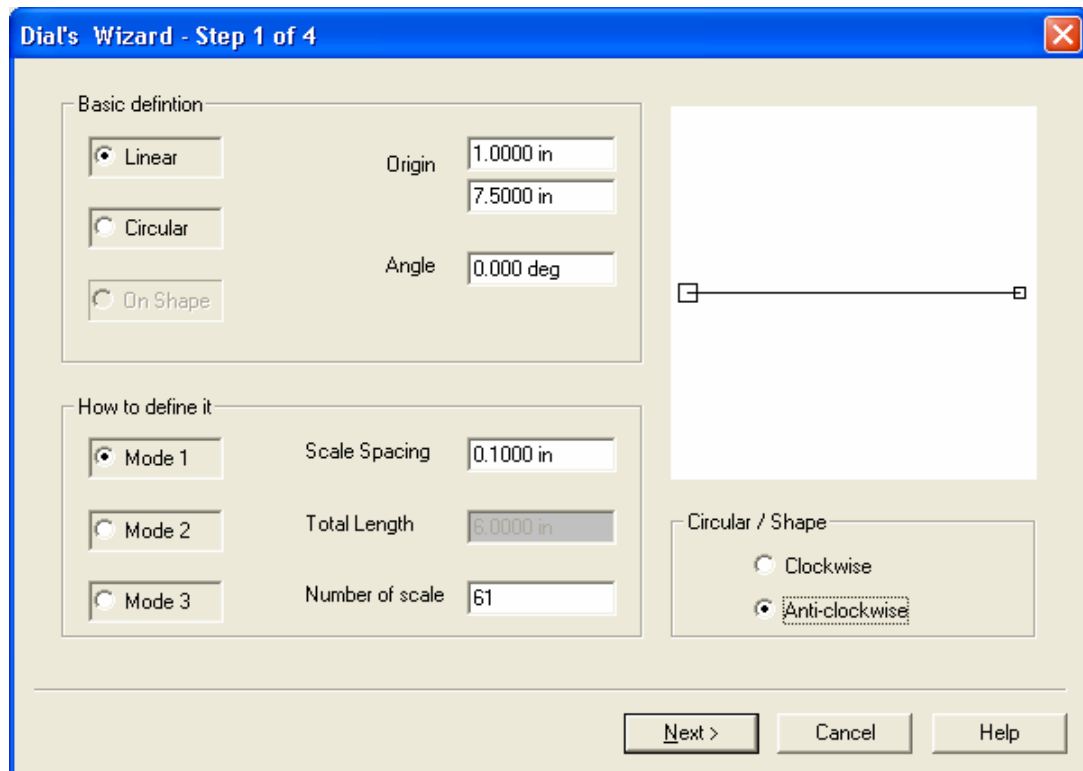 Dial's Wizard - Step 1 of 4
Basic defintion
Linear
Circular
On Shape
Origin
1.0000 in
7.5000 in
Angle
0.000 deg
How to define it
Mode 1
Mode 2
Mode 3
Scale Spacing
0.1000 in
Total Length
6.0000 in
Number of scale
61
Circular / Shape
Clockwise
Anti-clockwise
Next >
Cancel
Help